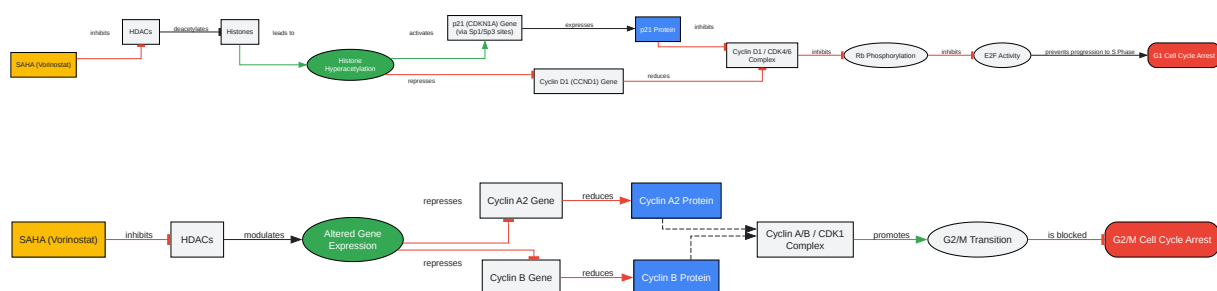 SAHA (Vorinostat)
inhibits
HDACs
deacetylates
Histones
leads to
Histone
Hyperacetylation
activates
p21 (CDKN1A) Gene
(via Sp1/Sp3 sites)
expresses
p21 Protein
inhibits
represses
Cyclin D1 (CCND1) Gene
reduces
Cyclin D1 / CDK4/6
Complex
inhibits
Rb Phosphorylation
inhibits
E2F Activity
prevents progression to S Phase
G1 Cell Cycle Arrest
SAHA (Vorinostat)
inhibits
HDACs
modulates
Altered Gene
Expression
represses
Cyclin A2 Gene
reduces
Cyclin A2 Protein
represses
Cyclin B Gene
reduces
Cyclin B Protein
Cyclin A/B / CDK1
Complex
promotes
G2/M Transition
is blocked
G2/M Cell Cycle Arrest